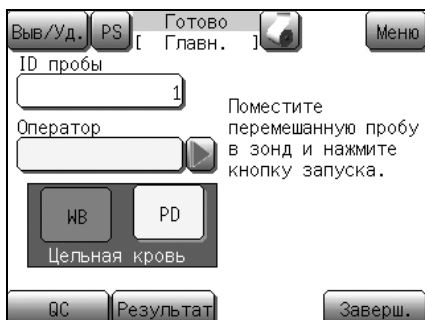 Выв/Уд. PS Готово Меню
[ Главн. ]
ID пробы
1
Оператор
Поместите
перемешанную пробу
в зонд и нажмите
кнопку запуска.
WB PD
Цельная кровь
QC Результат Заверш.